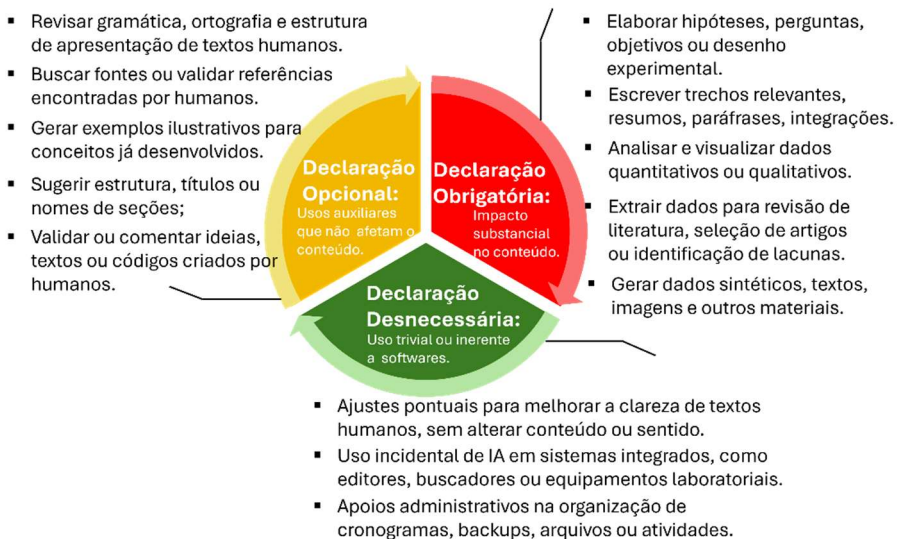 ▪ Revisar gramática, ortografia e estrutura
de apresentação de textos humanos.
▪ Buscar fontes ou validar referências
encontradas por humanos.
▪ Gerar exemplos ilustrativos para
conceitos já desenvolvidos.
▪ Sugerir estrutura, títulos ou
nomes de seções;
▪ Validar ou comentar ideias,
textos ou códigos criados por
humanos.
Declaração
Opcional:
Usos auxiliares
que não afetam o
conteúdo.
Declaração
Obrigatória:
Impacto
substancial
no conteúdo.
▪ Elaborar hipóteses, perguntas,
objetivos ou desenho
experimental.
▪ Escrever trechos relevantes,
resumos, paráfrases, integrações.
▪ Analisar e visualizar dados
quantitativos ou qualitativos.
▪ Extrair dados para revisão de
literatura, seleção de artigos
ou identificação de lacunas.
▪ Gerar dados sintéticos, textos,
imagens e outros materiais.
Declaração
Desnecessária:
Uso trivial ou inerente
a softwares.
▪ Ajustes pontuais para melhorar a clareza de textos
humanos, sem alterar conteúdo ou sentido.
▪ Uso incidental de IA em sistemas integrados, como
editores, buscadores ou equipamentos laboratoriais.
▪ Apoios administrativos na organização de
cronogramas, backups, arquivos ou atividades.